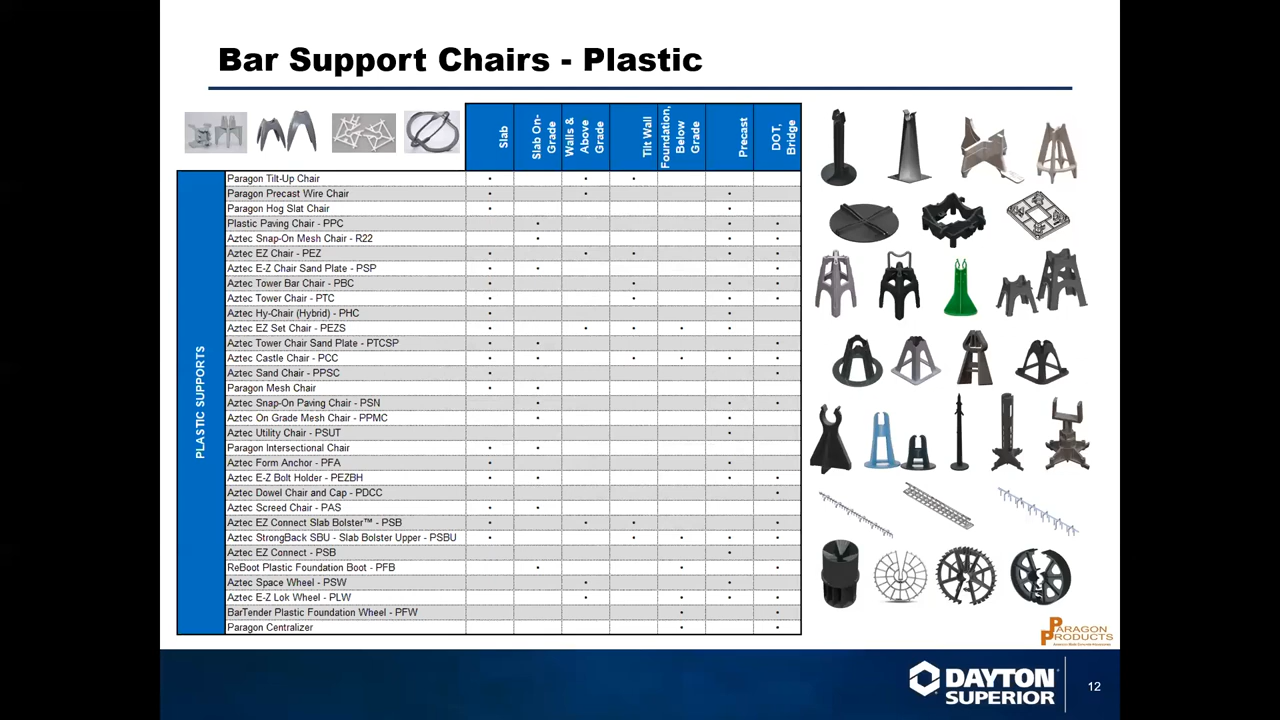 Bar Support Chairs - Plastic
Slab
Slab On-
Grade
Walls &
Above
Grade
Tilt Wall
Foundation,
Below
Grade
Precast
DOT,
Bridge
PLASTIC SUPPORTS
Paragon Tilt-Up Chair
Paragon Precast Wire Chair
Paragon Hog Slat Chair
Plastic Paving Chair - PPC
Aztec Snap-On Mesh Chair - R22
Aztec EZ Chair - PEZ
Aztec E-Z Chair Sand Plate - PSP
Aztec Tower Bar Chair - PBC
Aztec Tower Chair - PTC
Aztec Hy-Chair (Hybrid) - PHC
Aztec EZ Set Chair - PEZS
Aztec Tower Chair Sand Plate - PTCSP
Aztec Castle Chair - PCC
Aztec Sand Chair - PPSC
Paragon Mesh Chair
Aztec Snap-On Paving Chair - PSN
Aztec On Grade Mesh Chair - PPMC
Aztec Utility Chair - PSUT
Paragon Intersectional Chair
Aztec Form Anchor - PFA
Aztec E-Z Bolt Holder - PEZBH
Aztec Dowel Chair and Cap - PDCC
Aztec Screed Chair - PAS
Aztec EZ Connect Slab Bolster™ - PSB
Aztec StrongBack SBU - Slab Bolster Upper - PSBU
Aztec EZ Connect - PSB
ReBoot Plastic Foundation Boot - PFB
Aztec Space Wheel - PSW
Aztec E-Z Lok Wheel - PLW
BarTender Plastic Foundation Wheel - PFW
Paragon Centralizer
PARAGON
PRODUCTS
DAYTON
SUPERIOR
12